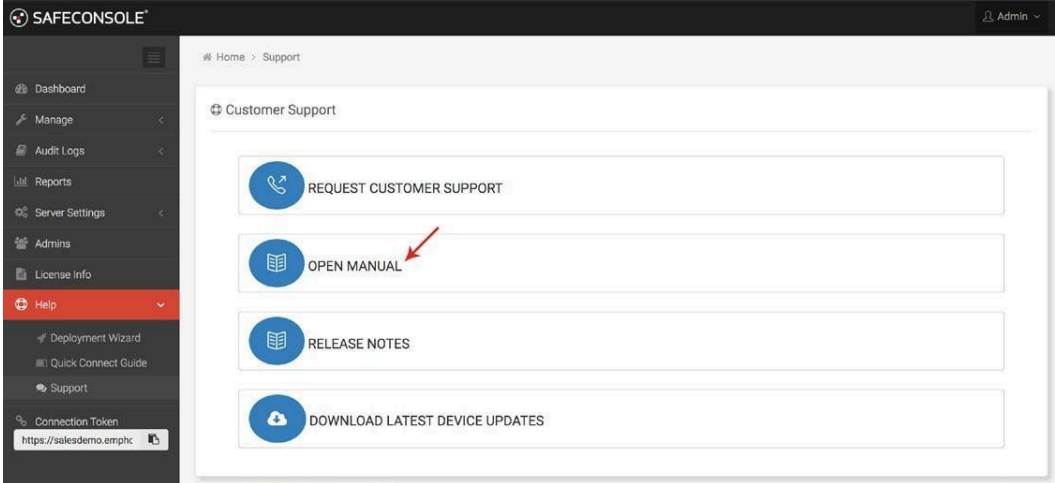 SAFECONSOLE®
Admin
Home > Support
Dashboard
Manage
Audit Logs
Reports
Server Settings
Admins
License Info
Help
Deployment Wizard
Quick Connect Guide
Support
Connection Token
https://salesdemo.emphc
Customer Support
REQUEST CUSTOMER SUPPORT
OPEN MANUAL
RELEASE NOTES
DOWNLOAD LATEST DEVICE UPDATES